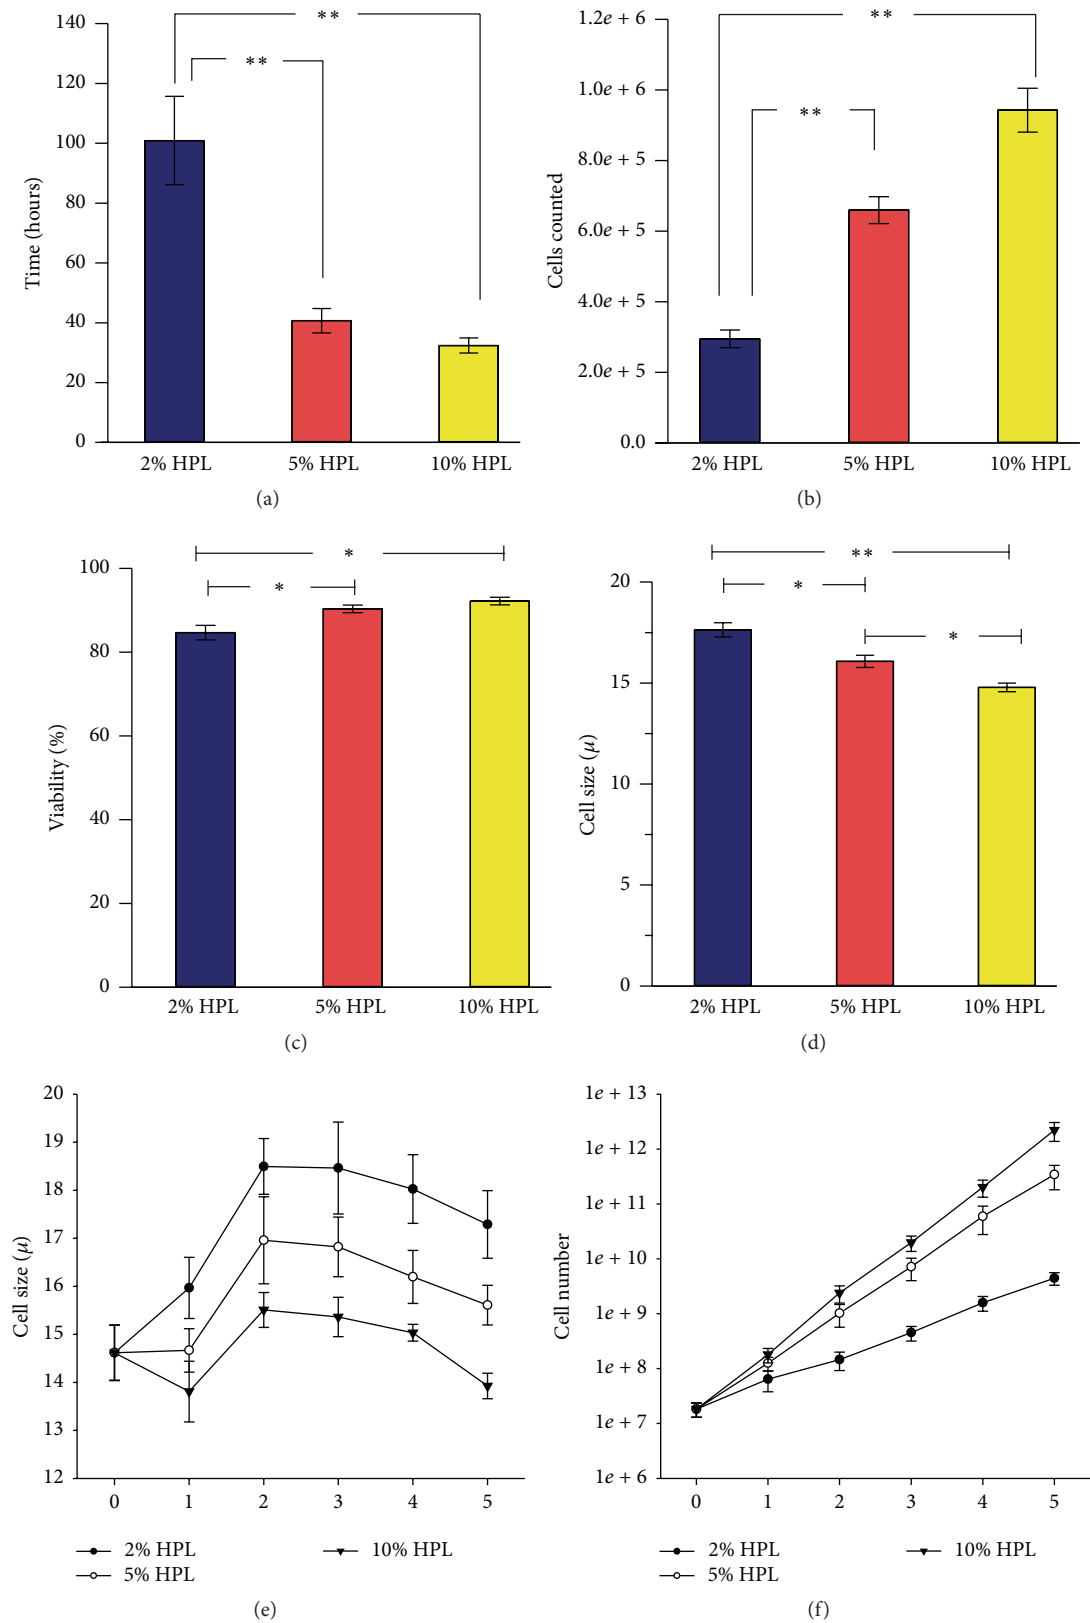 140
120
100
80
60
40
20
0
Time (hours)
**
**
2% HPL 5% HPL 10% HPL
(a)
1.2e + 6
1.0e + 6
8.0e + 5
6.0e + 5
4.0e + 5
2.0e + 5
0.0
Cells counted
**
**
2% HPL 5% HPL 10% HPL
(b)
100
80
60
40
20
0
Viability (%)
*
*
2% HPL 5% HPL 10% HPL
(c)
20
15
10
5
0
Cell size (μ)
**
*
*
2% HPL 5% HPL 10% HPL
(d)
20
19
18
17
16
15
14
12
Cell size (μ)
0 1 2 3 4 5
2% HPL 10% HPL
5% HPL
(e)
1e + 13
1e + 12
1e + 11
1e + 10
1e + 9
1e + 8
1e + 7
1e + 6
Cell number
0 1 2 3 4 5
2% HPL 10% HPL
5% HPL
(f)